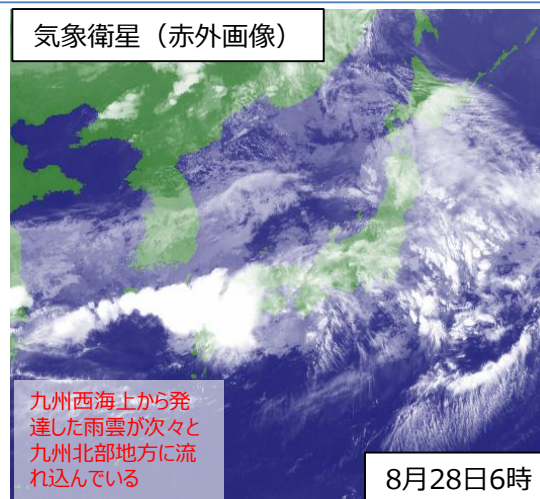 気象衛星（赤外画像）
九州西海上から発
達した雨雲が次々と
九州北部地方に流
れ込んでいる
8月28日6時